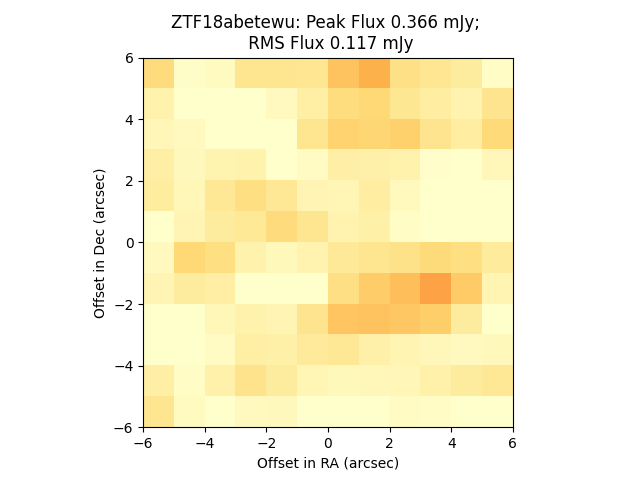 ZTF18abetewu: Peak Flux 0.366 mJy;
RMS Flux 0.117 mJy
6
4
2
0
−2
−4
−6
Offset in Dec (arcsec)
−6 −4 −2 0 2 4 6
Offset in RA (arcsec)